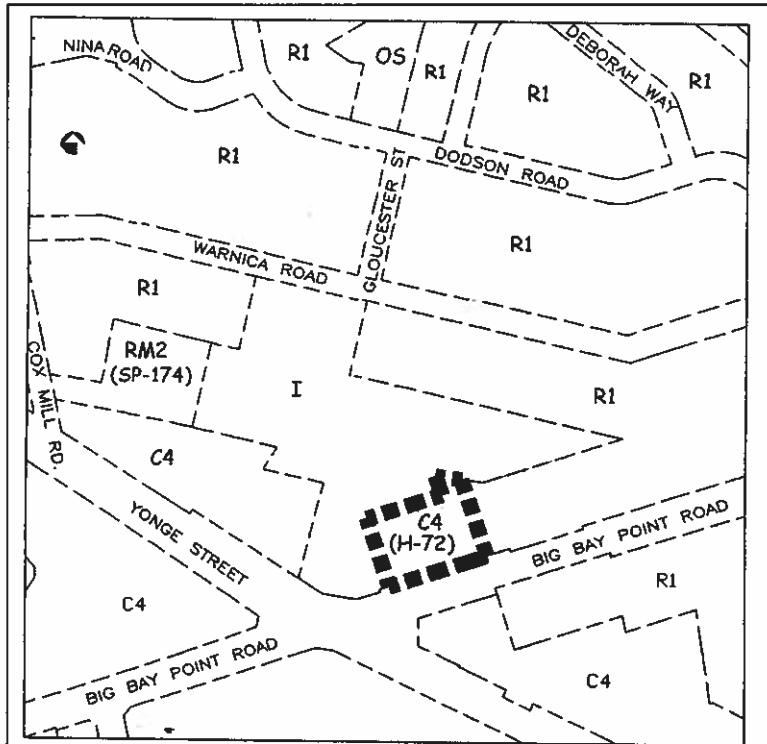 NINA ROAD
R1
OS
R1
R1
DEBORAH WAY
R1
R1
DODSON ROAD
GLOUCESTER ST
R1
WARNICA ROAD
R1
RM2
(SP-174)
COX MILL RD.
I
R1
C4
C4
(H-72)
YONGE STREET
BIG BAY POINT ROAD
R1
C4
BIG BAY POINT ROAD
C4